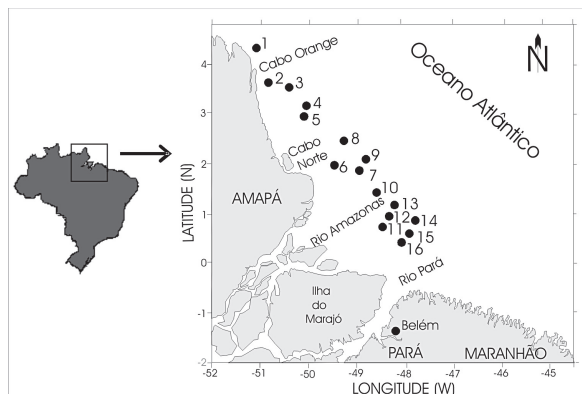 N
Oceano Atlântico
1
Cabo Orange
2
3
4
5
Cabo
Norte
6
7
8
9
10
11
12
13
14
15
16
AMAPÁ
Rio Amazonas
Rio Pará
Ilha
do
Marajó
Belém
PARÁ
MARANHÃO
LATITUDE (N)
4
3
2
1
0
-1
-2
-52
-51
-50
-49
-48
-47
-46
-45
LONGITUDE (W)